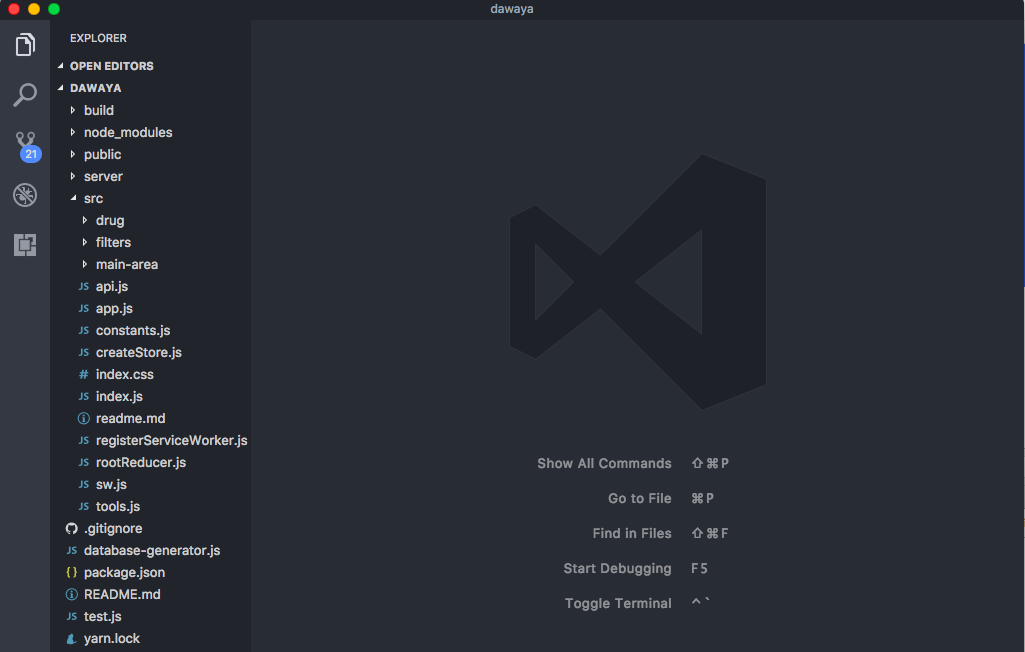 dawaya
EXPLORER
OPEN EDITORS
DAWAYA
build
node_modules
public
21
server
src
drug
filters
main-area
JS api.js
JS app.js
JS constants.js
JS createStore.js
# index.css
JS index.js
readme.md
JS registerServiceWorker.js
JS rootReducer.js
JS sw.js
JS tools.js
.gitignore
JS database-generator.js
{} package.json
README.md
JS test.js
yarn.lock
Show All Commands ⇧⌘P
Go to File ⌘P
Find in Files ⇧⌘F
Start Debugging F5
Toggle Terminal ^`